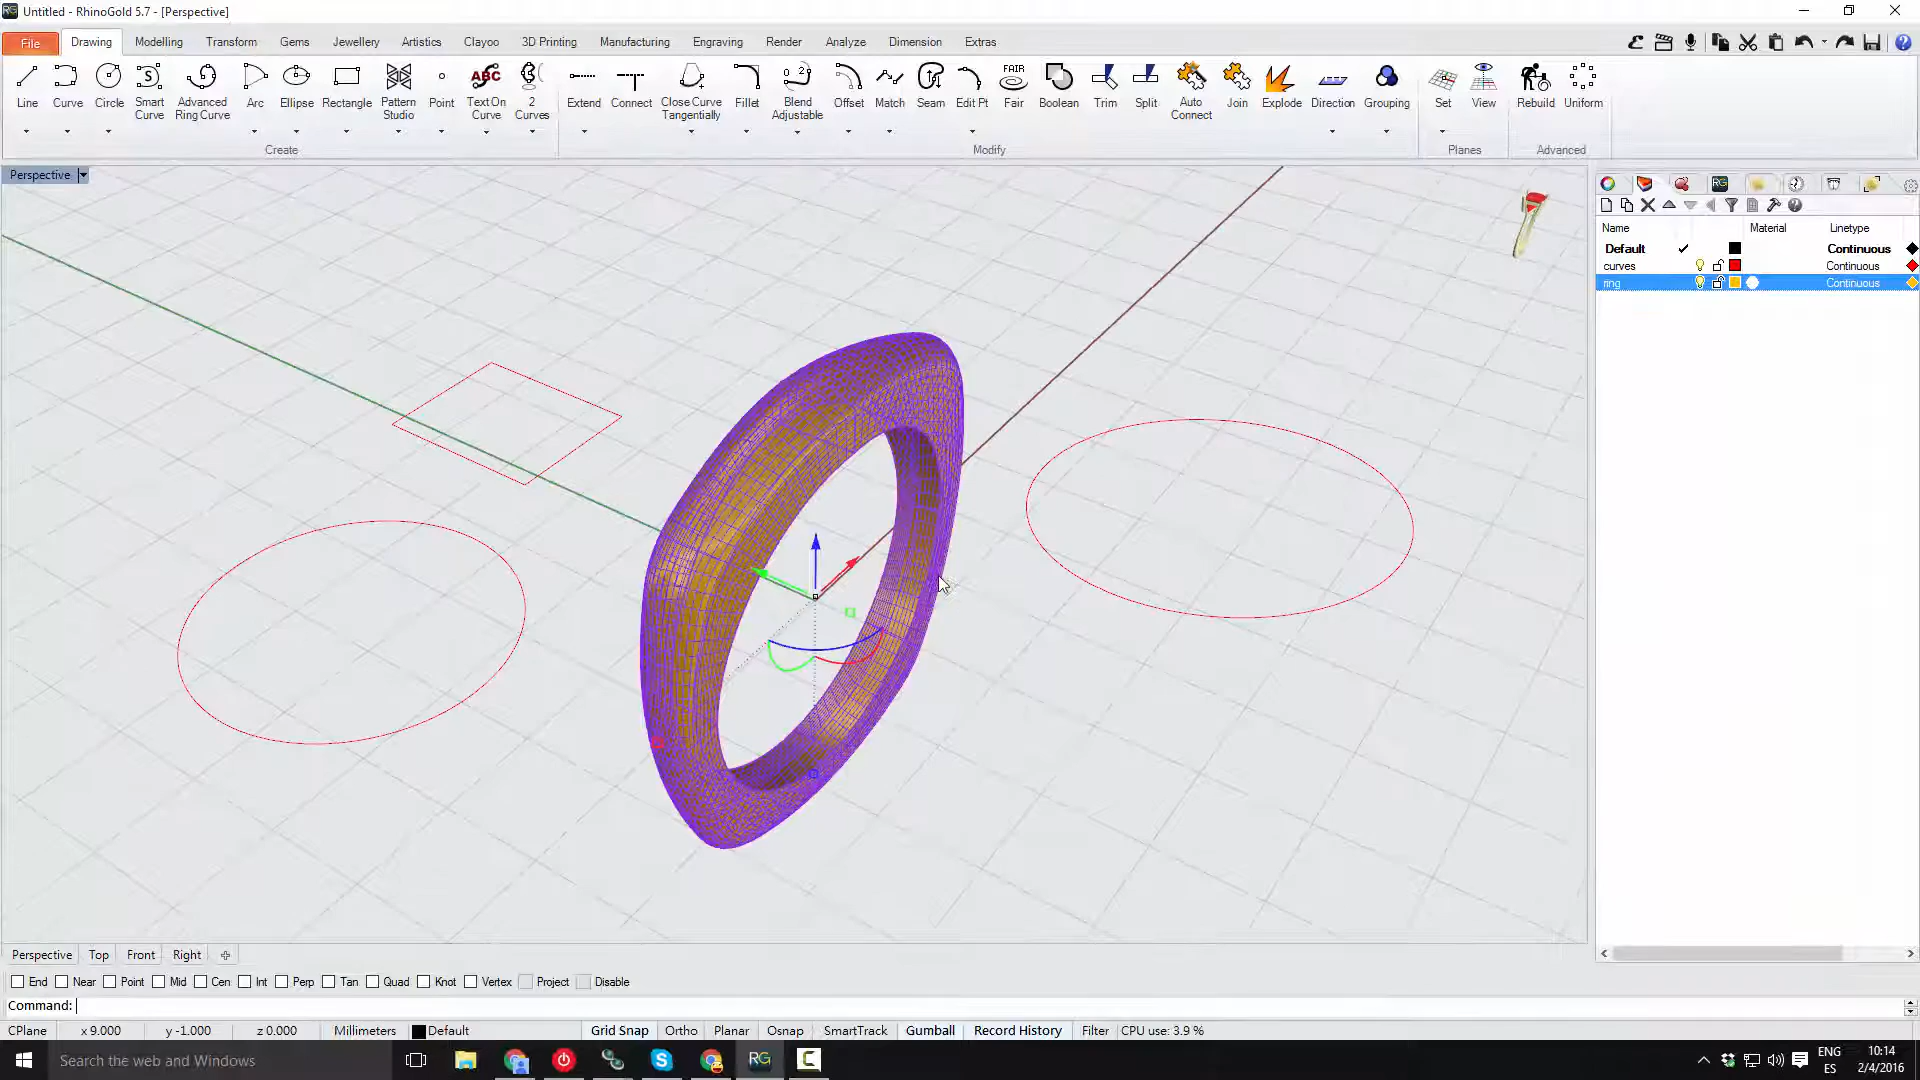 Untitled - RhinoGold 5.7 - [Perspective]
File Drawing Modelling Transform Gems Jewellery Artistics Clayoo 3D Printing Manufacturing Engraving Render Analyze Dimension Extras
Line Curve Circle Smart Curve Advanced Ring Curve Arc Ellipse Rectangle Pattern Studio Point Text On Curve 2 Curves Extend Connect Close Curve Tangentially Fillet Blend Adjustable Offset Match Seam Edit Pt Fair Boolean Trim Split Auto Connect Join Explode Direction Grouping Set View Rebuild Uniform
Create Modify Planes Advanced
Perspective
Name Material Linetype
Default Continuous
curves Continuous
ring Continuous
Perspective Top Front Right
End Near Point Mid Cen Int Perp Tan Quad Knot Vertex Project Disable
Command:
CPlane x 9.000 y -1.000 z 0.000 Millimeters Default Grid Snap Ortho Planar Osnap SmartTrack Gumball Record History Filter CPU use: 3.9 %
Search the web and Windows
ENG 10:14
ES 2/4/2016